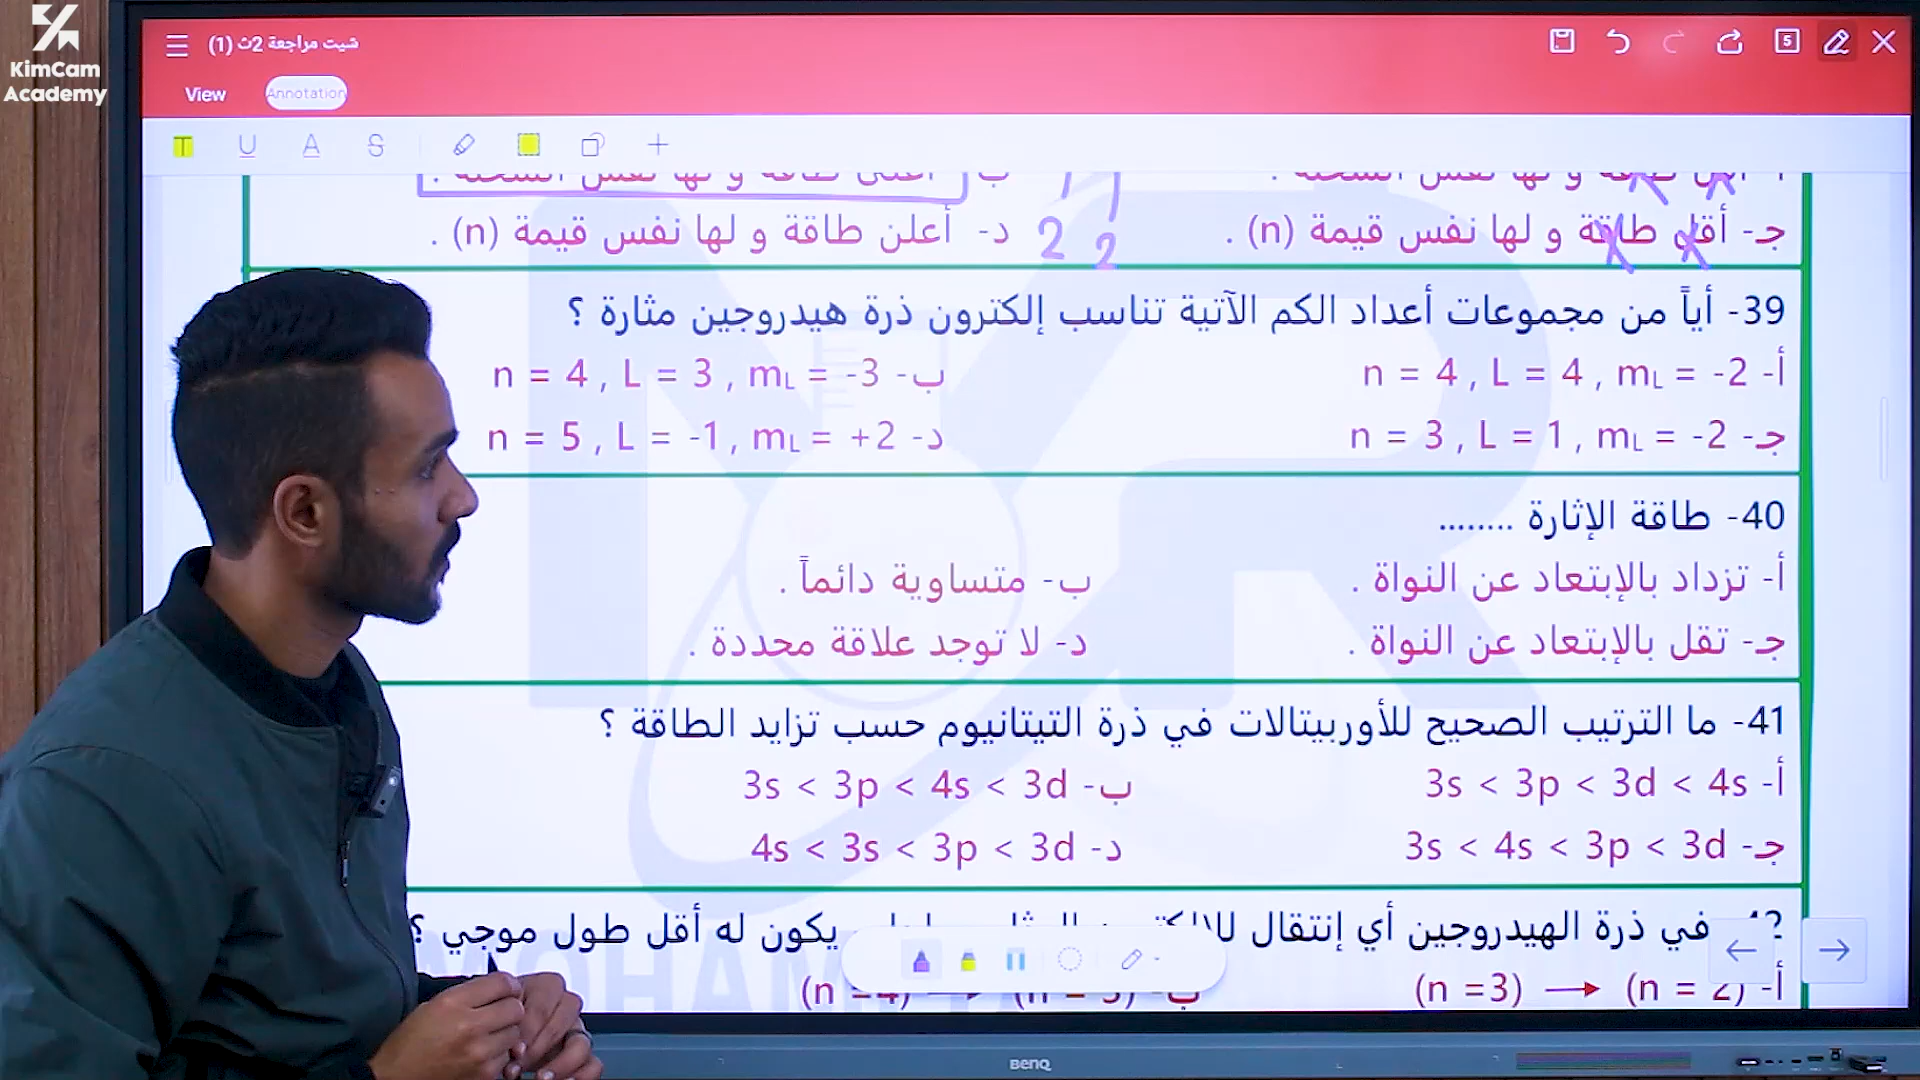 KimCam
Academy
شيت مراجعة 2ث (1)
View
Annotation
جـ- أقل طاقة و لها نفس قيمة (n) .
د- أعلن طاقة و لها نفس قيمة (n) .
2 2
39- أياً من مجموعات أعداد الكم الآتية تناسب إلكترون ذرة هيدروجين مثارة ؟
أ- n = 4 , L = 4 , mL = -2
ب- n = 4 , L = 3 , mL = -3
جـ- n = 3 , L = 1 , mL = -2
د- n = 5 , L = -1 , mL = +2
40- طاقة الإثارة ........
أ- تزداد بالإبتعاد عن النواة .
ب- متساوية دائماً .
جـ- تقل بالإبتعاد عن النواة .
د- لا توجد علاقة محددة .
41- ما الترتيب الصحيح للأوربيتالات في ذرة التيتانيوم حسب تزايد الطاقة ؟
أ- 3s < 3p < 3d < 4s
ب- 3s < 3p < 4s < 3d
جـ- 3s < 4s < 3p < 3d
د- 4s < 3s < 3p < 3d
في ذرة الهيدروجين أي إنتقال يكون له أقل طول موجي ؟
أ- (n =3) → (n = 2)
BENQ